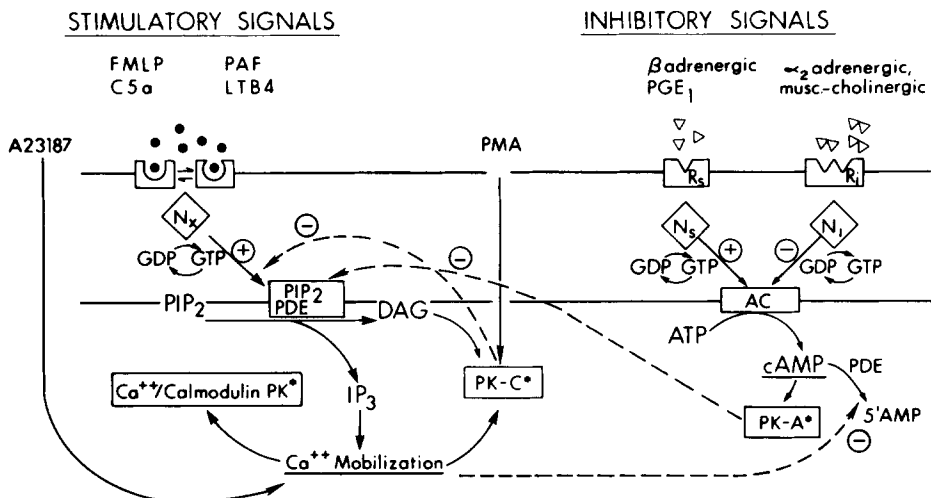 STIMULATORY SIGNALS
INHIBITORY SIGNALS
FMLP PAF
C5a LTB4
β adrenergic
PGE1
α2 adrenergic,
musc.-cholinergic
A23187
PMA
Rs
Ri
Nx
Ns
Ni
GDP GTP
+
−
−
GDP GTP
+
−
GDP GTP
PIP2
PIP2
PDE
DAG
AC
ATP
cAMP
PDE
5'AMP
−
PK-A*
PK-C*
IP3
Ca++/Calmodulin PK*
Ca++ Mobilization